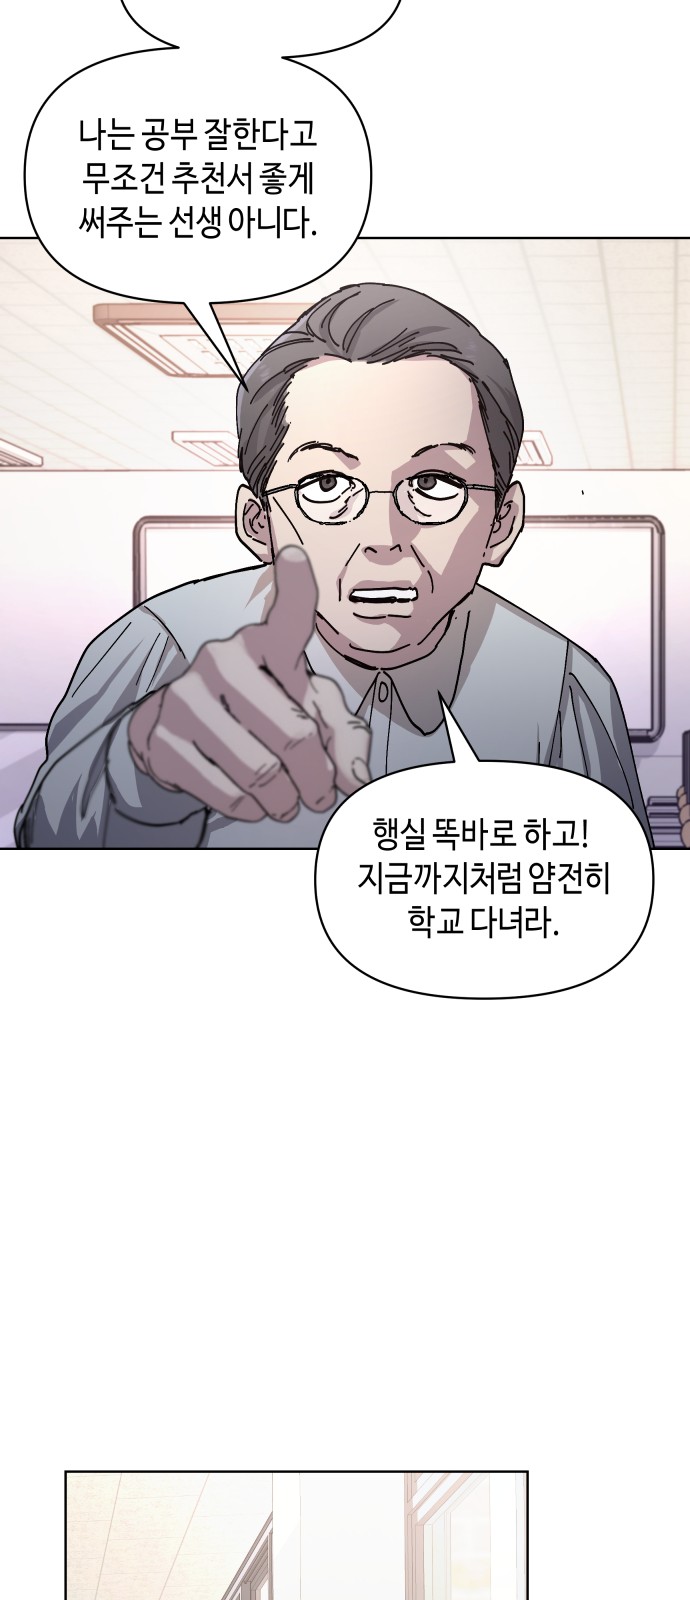 나는 공부 잘한다고
무조건 추천서 좋게
써주는 선생 아니다.
행실 똑바로 하고!
지금까지처럼 얌전히
학교 다녀라.